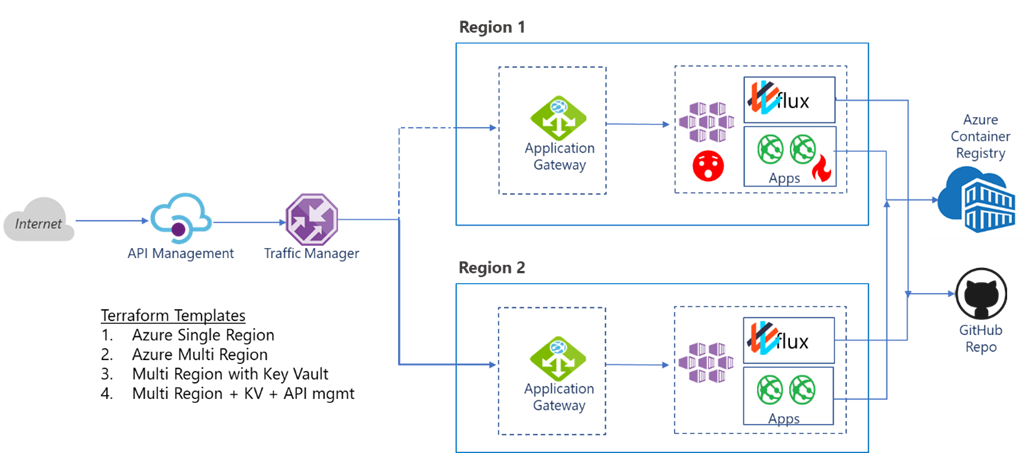 Region 1
flux
Application
Gateway
Apps
Azure
Container
Registry
Internet
API Management
Traffic Manager
Region 2
flux
Application
Gateway
Apps
GitHub
Repo
Terraform Templates
1. Azure Single Region
2. Azure Multi Region
3. Multi Region with Key Vault
4. Multi Region + KV + API mgmt